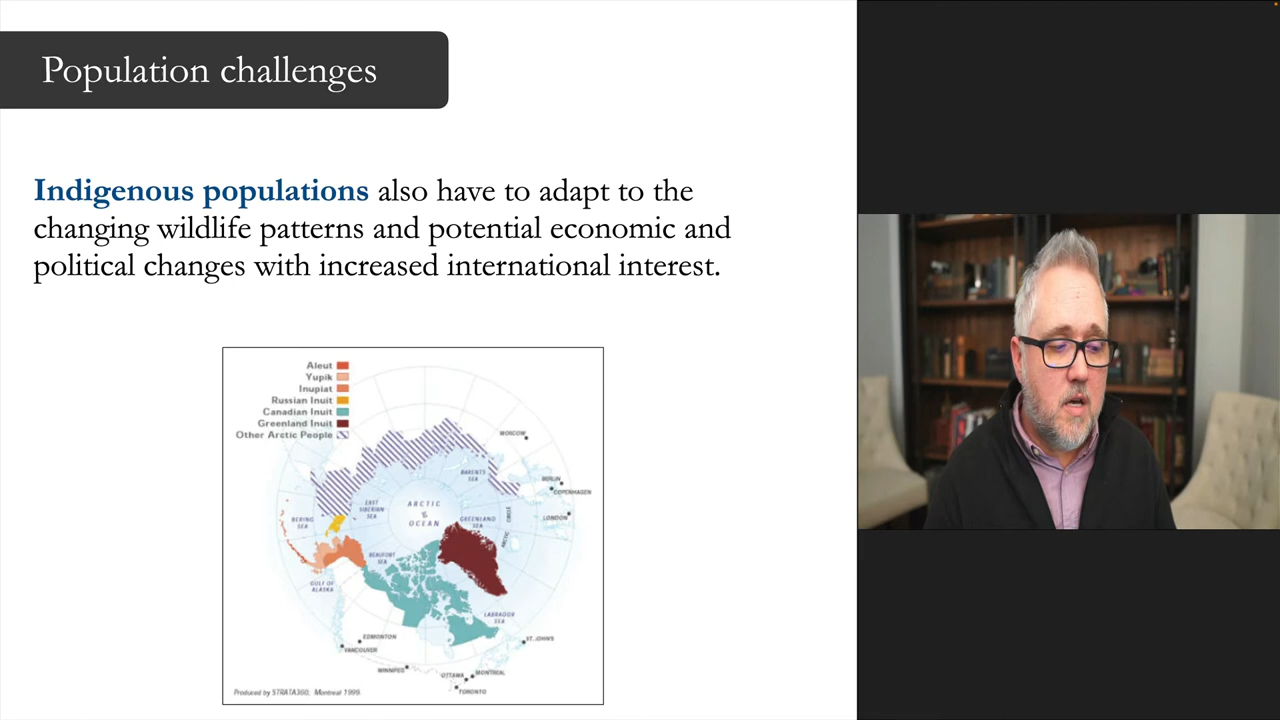 Population challenges
Indigenous populations also have to adapt to the
changing wildlife patterns and potential economic and
political changes with increased international interest.
Aleut
Yupik
Inupiat
Russian Inuit
Canadian Inuit
Greenland Inuit
Other Arctic People
MOSCOW
BARENTS
SEA
BERLIN
COPENHAGEN
LONDON
EAST
SIBERIAN
SEA
ARCTIC
OCEAN
GREENLAND
SEA
ARCTIC CIRCLE
BERING
SEA
BEAUFORT
SEA
GULF OF
ALASKA
LABRADOR
SEA
EDMONTON
VANCOUVER
ST. JOHN'S
WINNIPEG
OTTAWA
MONTREAL
TORONTO
Produced by STRATA360, Montreal 1999.